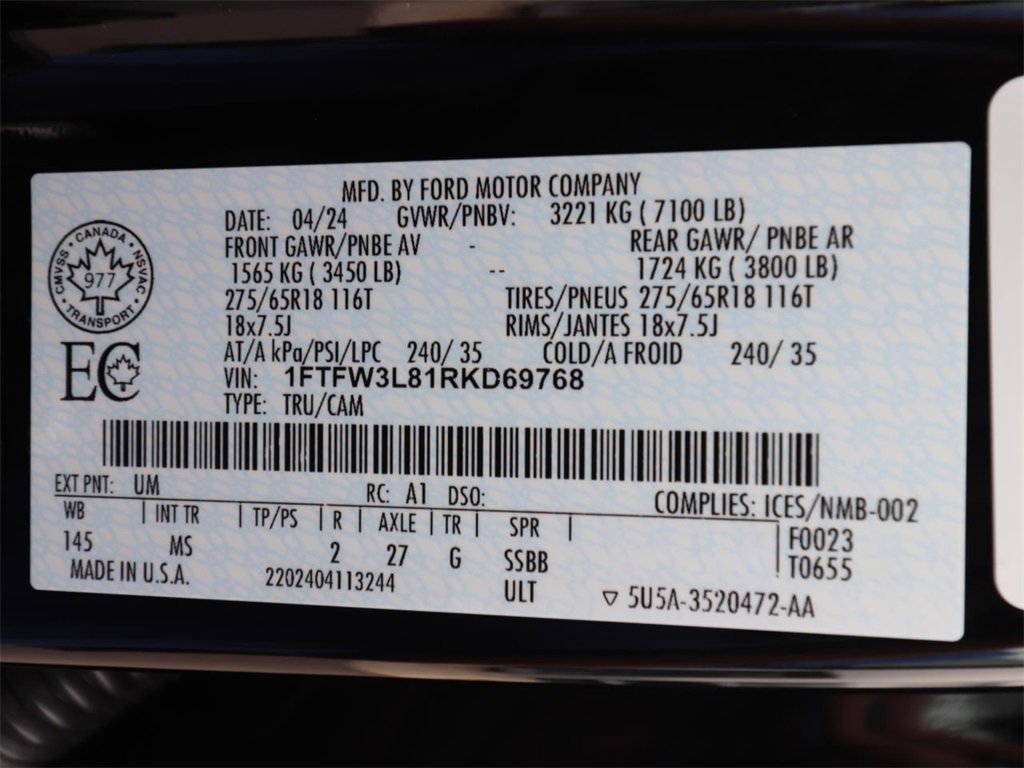 MFD. BY FORD MOTOR COMPANY
DATE: 04/24 GVWR/PNBV: 3221 KG ( 7100 LB)
FRONT GAWR/PNBE AV - REAR GAWR/ PNBE AR
1565 KG ( 3450 LB) -- 1724 KG ( 3800 LB)
275/65R18 116T TIRES/PNEUS 275/65R18 116T
18x7.5J RIMS/JANTES 18x7.5J
AT/A kPa/PSI/LPC 240/ 35 COLD/A FROID 240/ 35
VIN: 1FTFW3L81RKD69768
TYPE: TRU/CAM
CANADA
CMVSS 977 NSVAC
TRANSPORT
EC
EXT PNT: UM RC: A1 DSO: COMPLIES: ICES/NMB-002
WB | INT TR | TP/PS | R | AXLE | TR | SPR | F0023
145 MS 2 27 G SSBB T0655
MADE IN U.S.A. 2202404113244 ULT ▽ 5U5A-3520472-AA